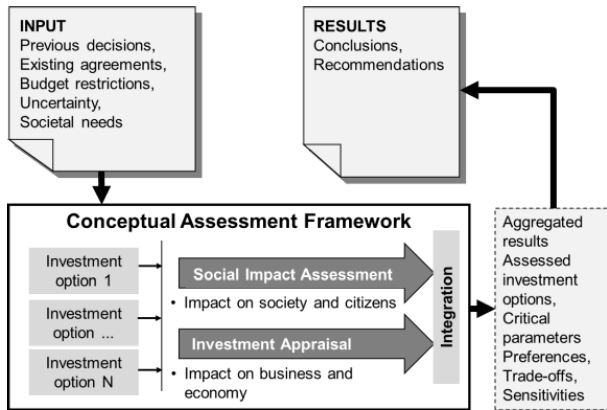 INPUT
Previous decisions,
Existing agreements,
Budget restrictions,
Uncertainty,
Societal needs
RESULTS
Conclusions,
Recommendations
Conceptual Assessment Framework
Investment
option 1
Investment
option ...
Investment
option N
Social Impact Assessment
• Impact on society and citizens
Investment Appraisal
• Impact on business and
economy
Integration
Aggregated
results
Assessed
investment
options,
Critical
parameters
Preferences,
Trade-offs,
Sensitivities